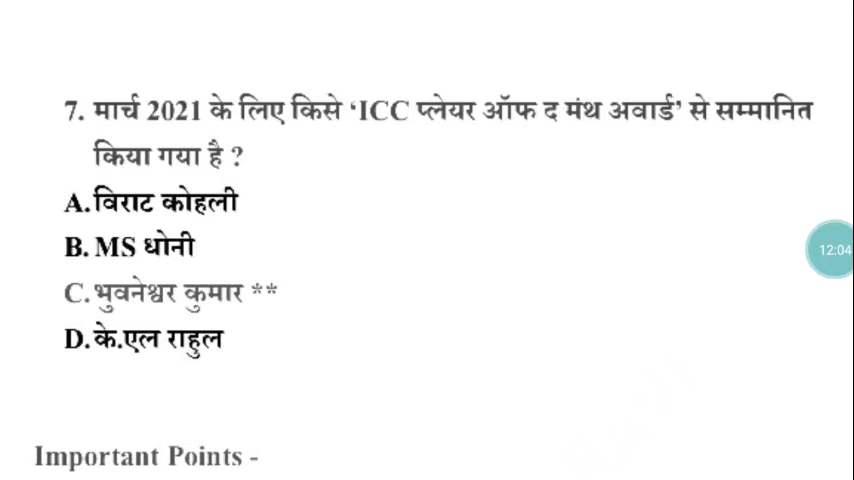 7. मार्च 2021 के लिए किसे ‘ICC प्लेयर ऑफ द मंथ अवार्ड’ से सम्मानित
किया गया है ?
A. विराट कोहली
B. MS धोनी
C. भुवनेश्वर कुमार **
D. के.एल राहुल
12:04
Important Points -